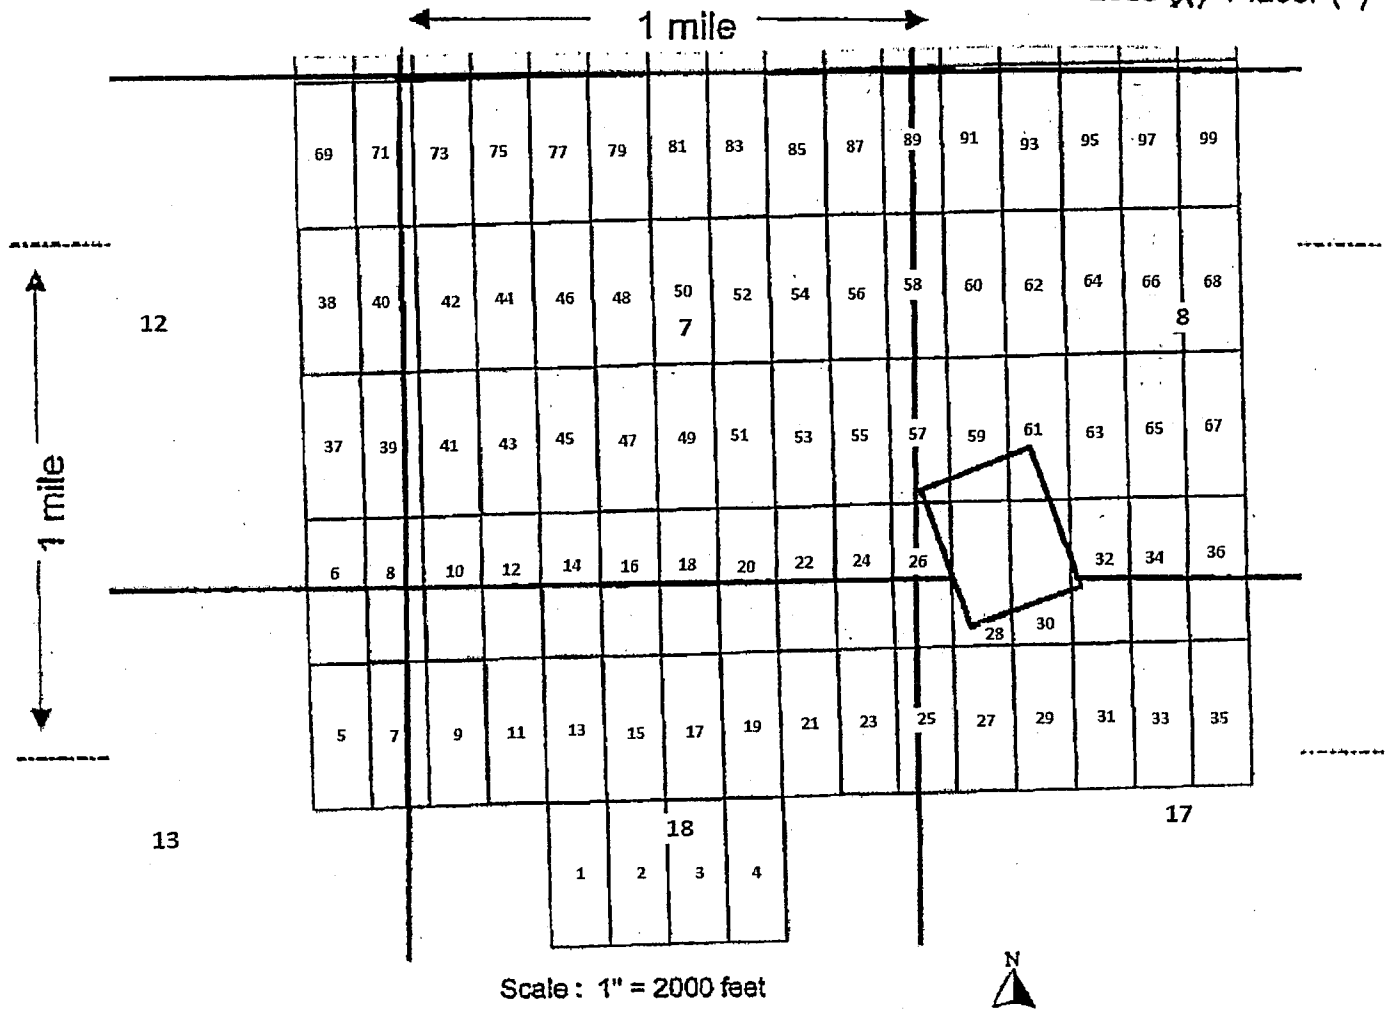 1 mile
69 71 73 75 77 79 81 83 85 87 89 91 93 95 97 99
38 40 42 44 46 48 50 52 54 56 58 60 62 64 66 68
12 7 8
1 mile
37 39 41 43 45 47 49 51 53 55 57 59 61 63 65 67
6 8 10 12 14 16 18 20 22 24 26 32 34 36
28 30
5 7 9 11 13 15 17 19 21 23 25 27 29 31 33 35
13 18 17
1 2 3 4
N
Scale: 1" = 2000 feet